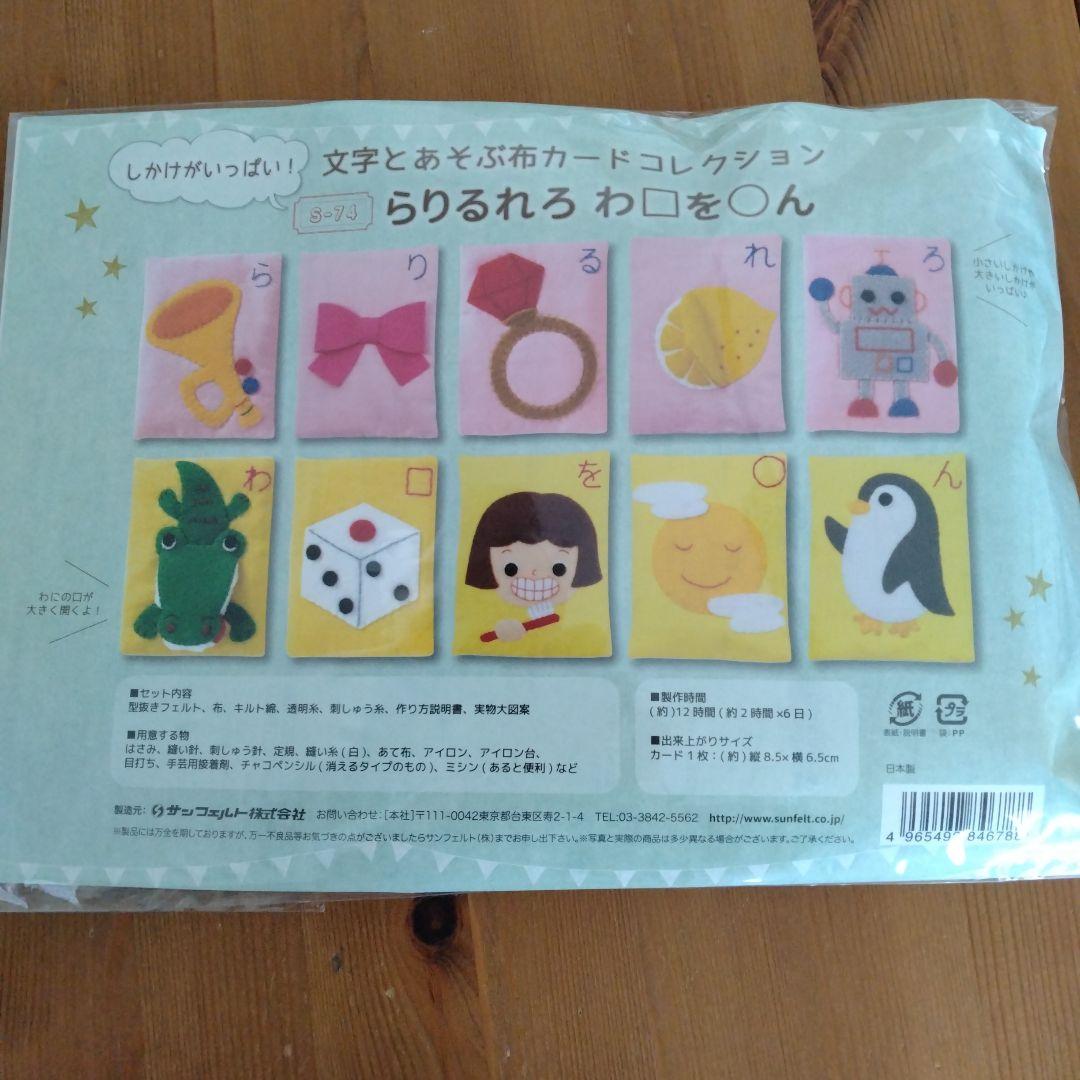 しかけがいっぱい!
文字とあそぶ布カードコレクション
S-74
らりるれろ わ□を○ん
ら
り
る
れ
ろ
小さいしかけや
大きいしかけが
いっぱい♪
わ
□
を
○
ん
わにの口が
大きく開くよ!
■セット内容
型抜きフェルト、布、キルト綿、透明糸、刺しゅう糸、作り方説明書、実物大図案
■用意する物
はさみ、縫い針、刺しゅう針、定規、縫い糸(白)、あて布、アイロン、アイロン台、
目打ち、手芸用接着剤、チャコペンシル(消えるタイプのもの)、ミシン(あると便利)など
■製作時間
(約)12時間(約2時間×6日)
■出来上がりサイズ
カード1枚:(約)縦8.5×横6.5cm
紙
表紙・説明書
プラ
袋:PP
日本製
製造元: サンフェルト株式会社 お問い合わせ:[本社]〒111-0042東京都台東区寿2-1-4 TEL:03-3842-5562 http://www.sunfelt.co.jp/
※製品には万全を期しておりますが、万一不良品等お気づきの点がございましたらサンフェルト(株)までお申し出下さい。※写真と実際の商品は多少異なる場合がございます。ご了承ください。